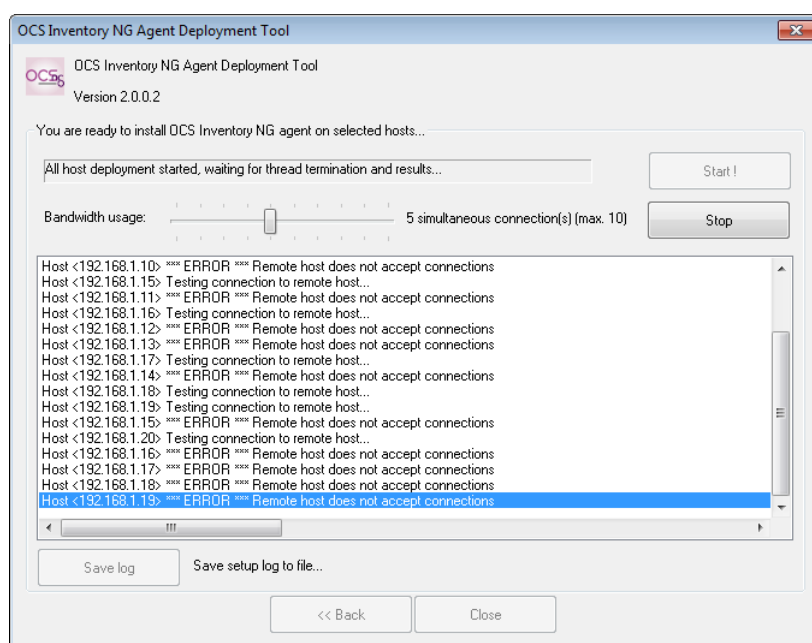 OCS Inventory NG Agent Deployment Tool
OCSng
OCS Inventory NG Agent Deployment Tool
Version 2.0.0.2
You are ready to install OCS Inventory NG agent on selected hosts...
All host deployment started, waiting for thread termination and results...
Start !
Bandwidth usage:
5 simultaneous connection(s) (max. 10)
Stop
Host <192.168.1.10> *** ERROR *** Remote host does not accept connections
Host <192.168.1.15> Testing connection to remote host...
Host <192.168.1.11> *** ERROR *** Remote host does not accept connections
Host <192.168.1.16> Testing connection to remote host...
Host <192.168.1.12> *** ERROR *** Remote host does not accept connections
Host <192.168.1.13> *** ERROR *** Remote host does not accept connections
Host <192.168.1.17> Testing connection to remote host...
Host <192.168.1.14> *** ERROR *** Remote host does not accept connections
Host <192.168.1.18> Testing connection to remote host...
Host <192.168.1.19> Testing connection to remote host...
Host <192.168.1.15> *** ERROR *** Remote host does not accept connections
Host <192.168.1.20> Testing connection to remote host...
Host <192.168.1.16> *** ERROR *** Remote host does not accept connections
Host <192.168.1.17> *** ERROR *** Remote host does not accept connections
Host <192.168.1.18> *** ERROR *** Remote host does not accept connections
Host <192.168.1.19> *** ERROR *** Remote host does not accept connections
Save log
Save setup log to file...
<< Back
Close